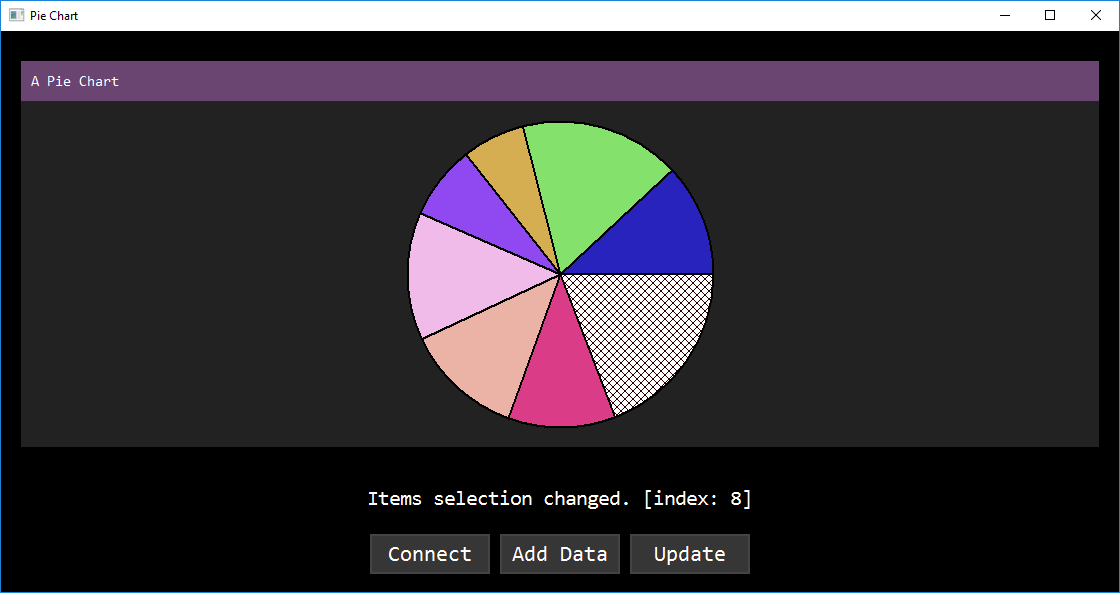 Pie Chart
A Pie Chart
Items selection changed. [index: 8]
Connect
Add Data
Update